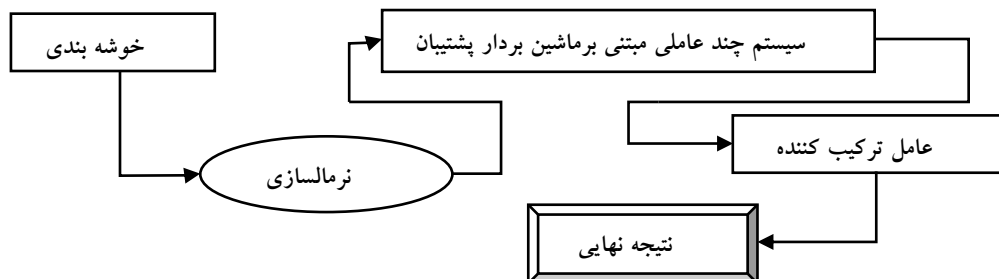 خوشه بندی
سیستم چند عاملی مبتنی برماشین بردار پشتیبان
نرمالسازی
عامل ترکیب کننده
نتیجه نهایی